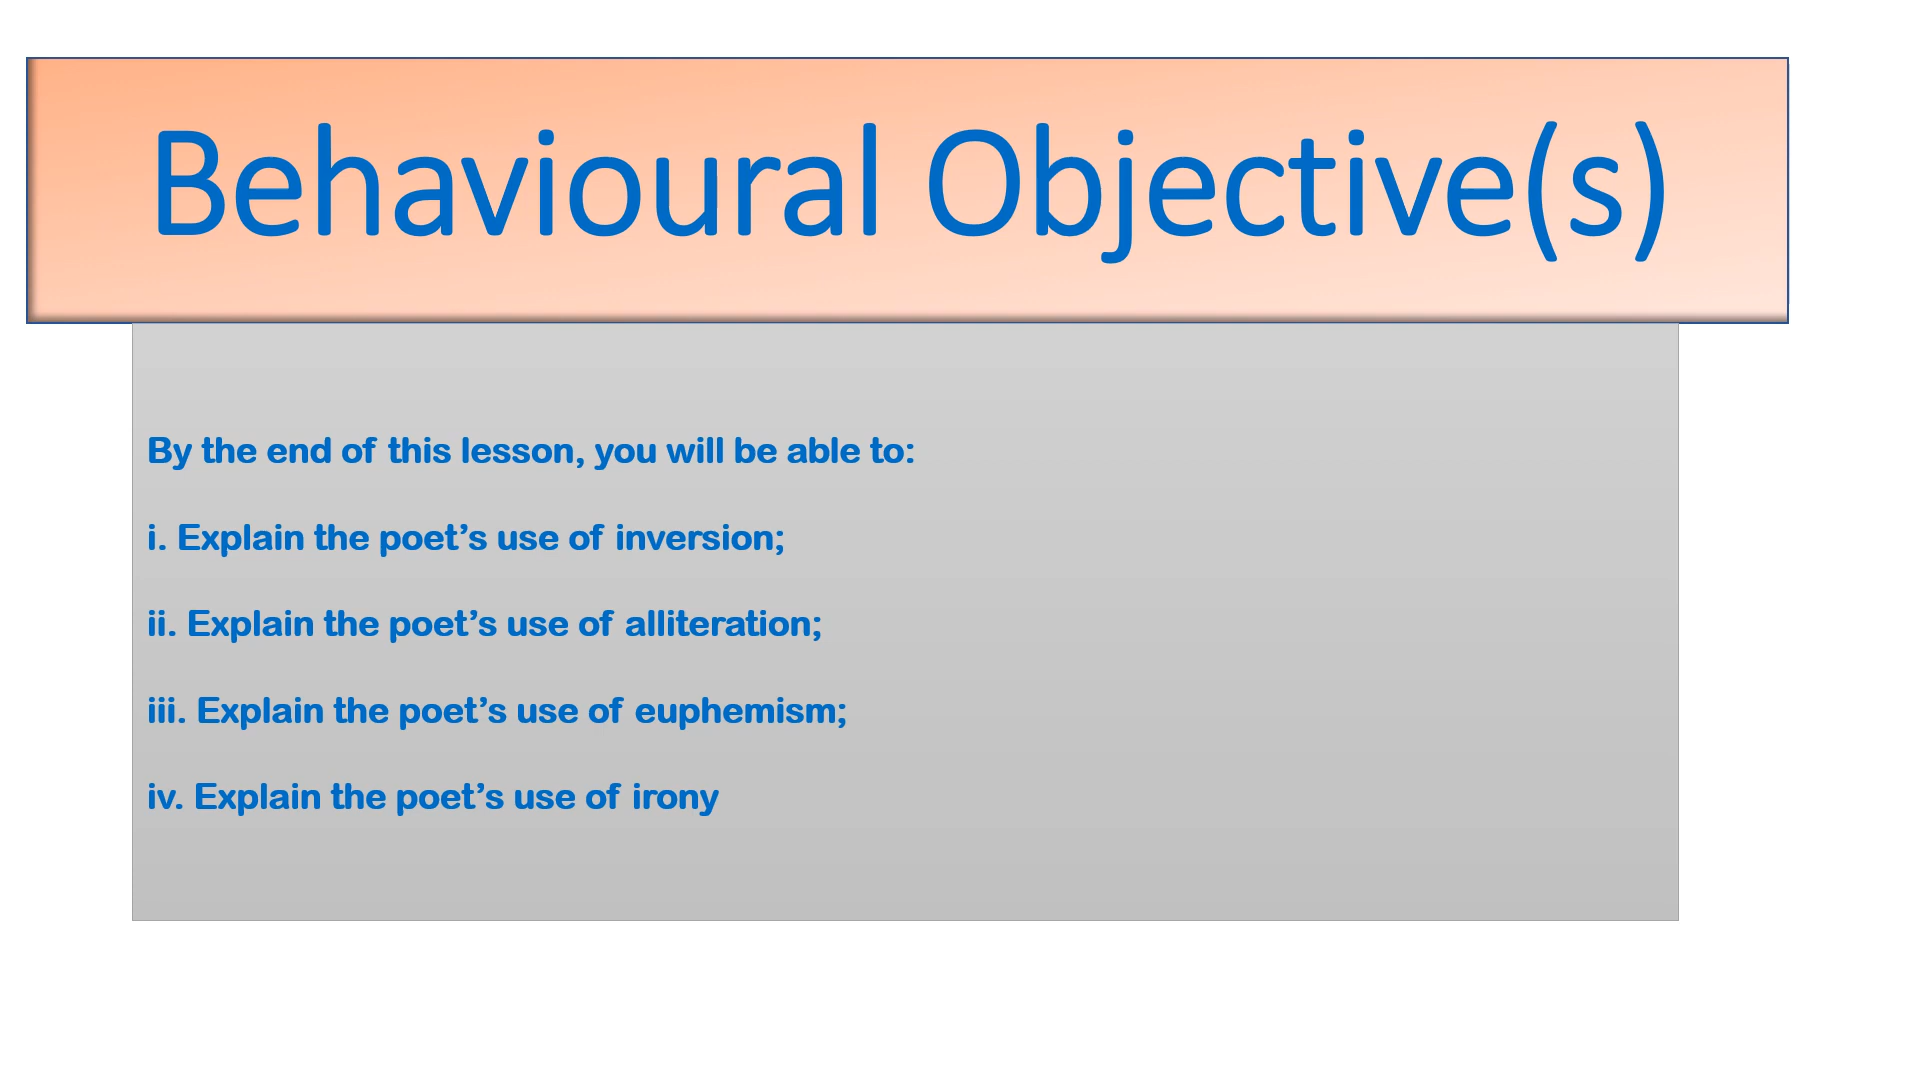 Behavioural Objective(s)
By the end of this lesson, you will be able to:
i. Explain the poet’s use of inversion;
ii. Explain the poet’s use of alliteration;
iii. Explain the poet’s use of euphemism;
iv. Explain the poet’s use of irony